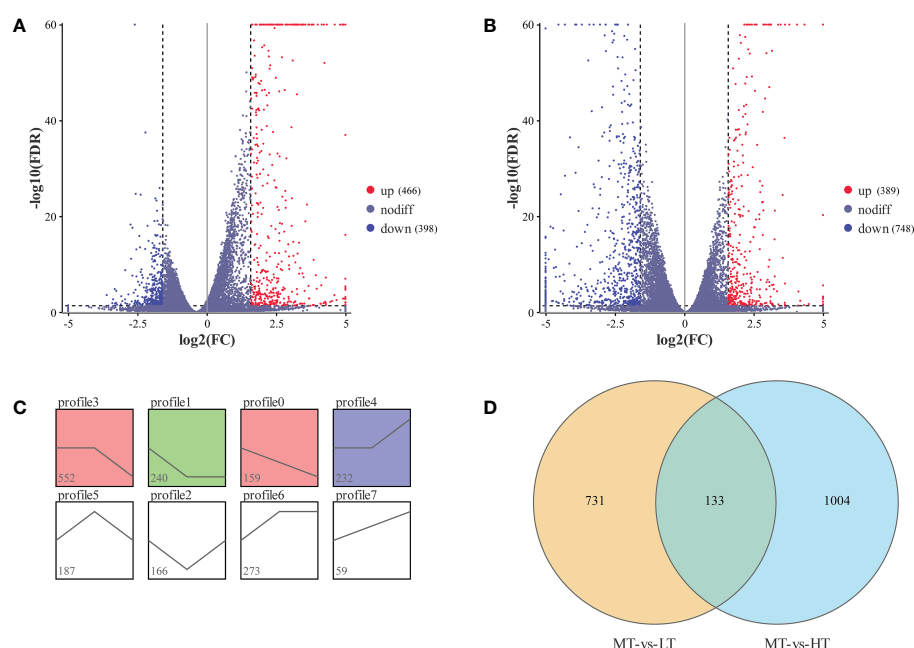 A
60
40
20
0
-log10(FDR)
-5
-2.5
0
2.5
5
log2(FC)
up (466)
nodiff
down (398)
B
60
40
20
0
-log10(FDR)
-5
-2.5
0
2.5
5
log2(FC)
up (389)
nodiff
down (748)
C
profile3
profile1
profile0
profile4
552
240
159
232
profile5
profile2
profile6
profile7
187
166
273
59
D
731
133
1004
MT-vs-LT
MT-vs-HT